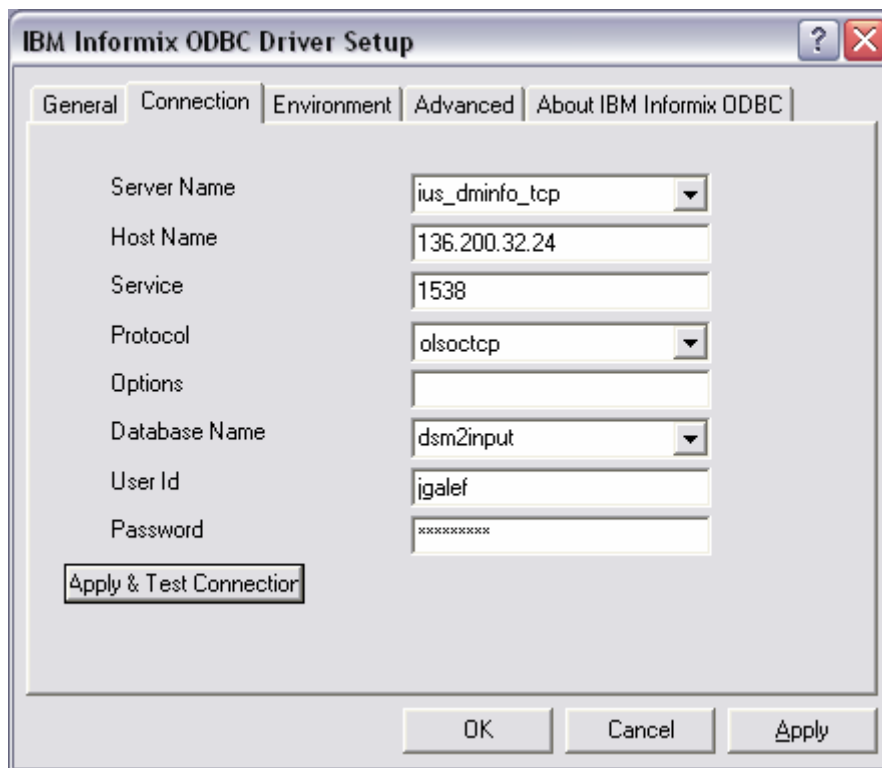 IBM Informix ODBC Driver Setup
General Connection Environment Advanced About IBM Informix ODBC
Server Name ius_dminfo_tcp
Host Name 136.200.32.24
Service 1538
Protocol olsoctcp
Options
Database Name dsm2input
User Id jgalef
Password *********
Apply & Test Connection
OK Cancel Apply